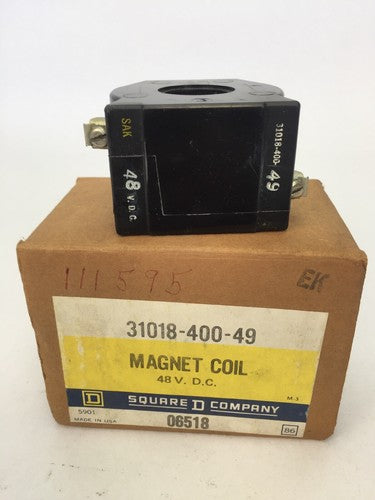 SAK
48 V. D. C.
31018-400-49
111595
EK
31018-400-49
MAGNET COIL
48 V. D.C.
M-3
D
SQUARE D COMPANY
5901
MADE IN USA
06518
86